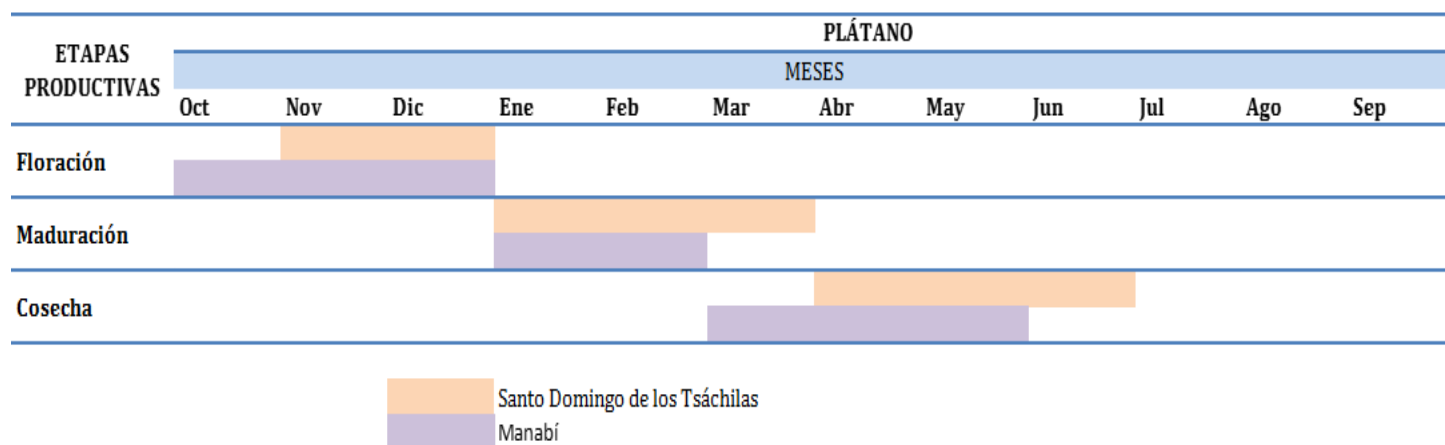 PLÁTANO
ETAPAS
PRODUCTIVAS
MESES
Oct Nov Dic Ene Feb Mar Abr May Jun Jul Ago Sep
Floración
Maduración
Cosecha
Santo Domingo de los Tsáchilas
Manabí